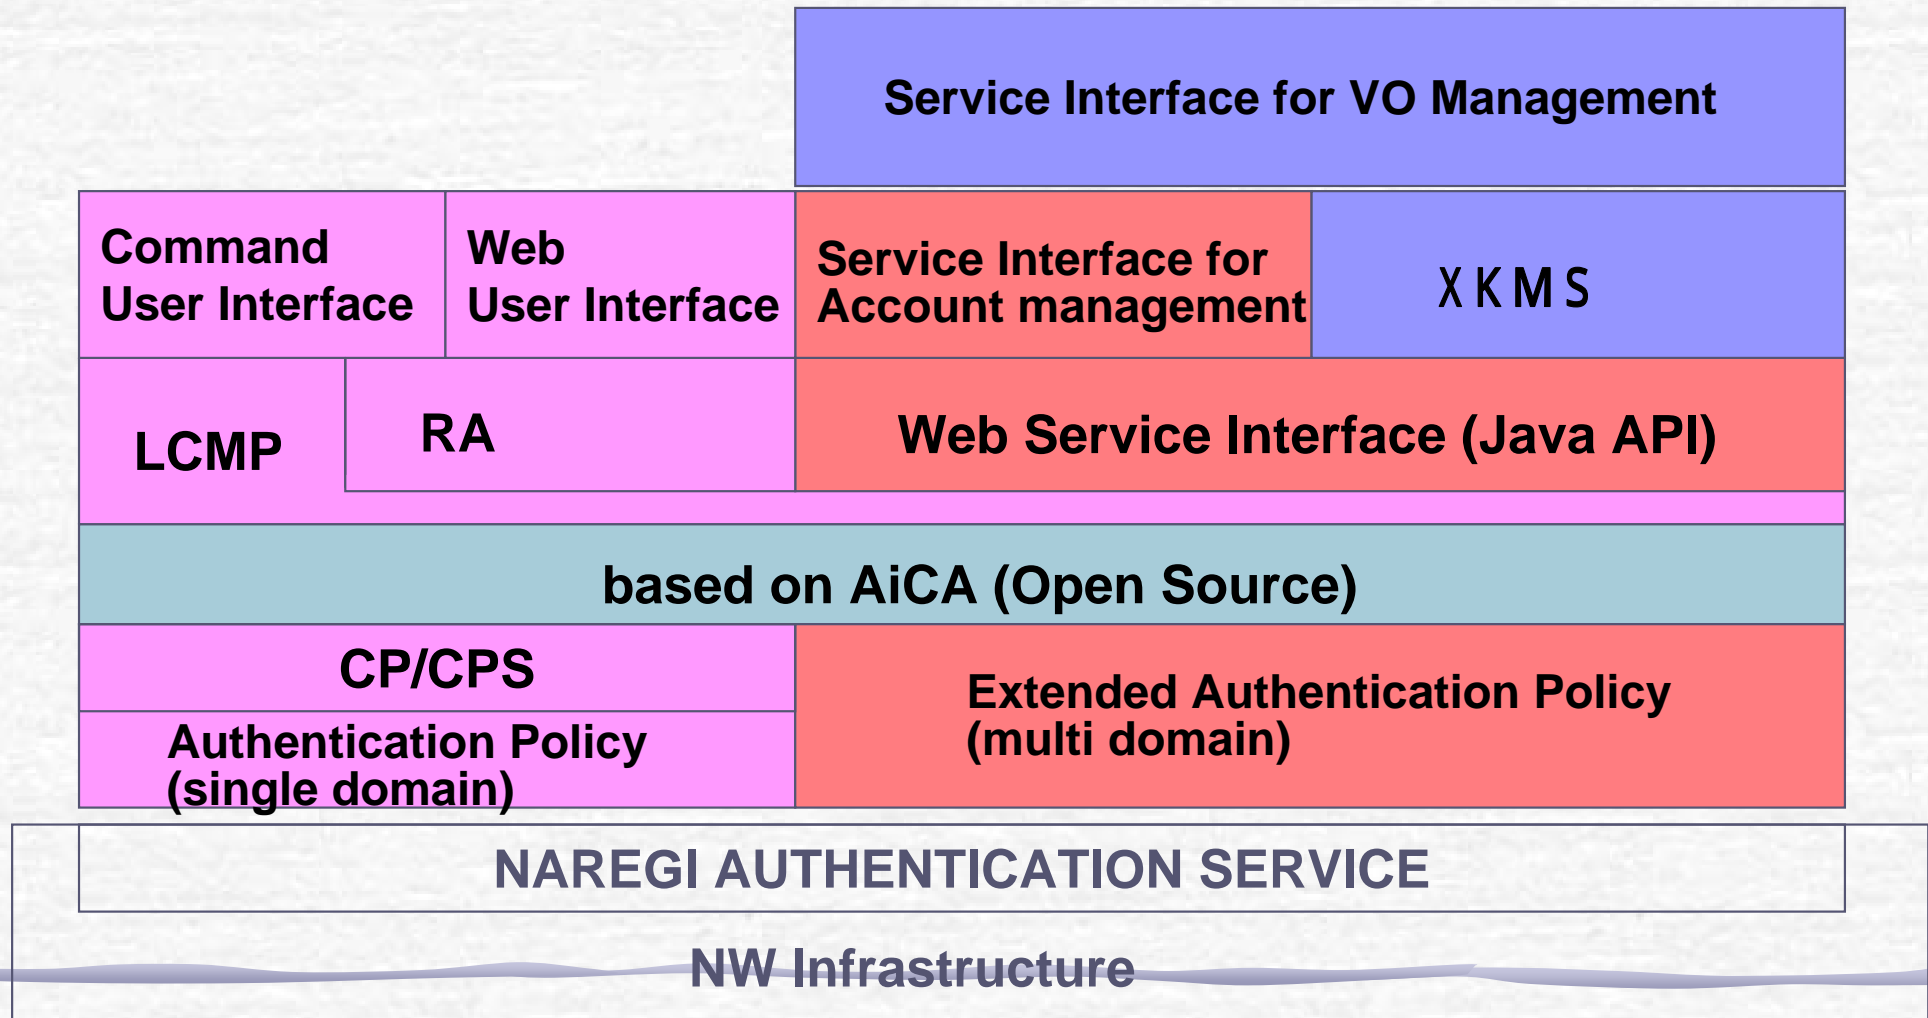 Service Interface for VO Management
Command
User Interface
Web
User Interface
Service Interface for
Account management
XKMS
LCMP
RA
Web Service Interface (Java API)
based on AiCA (Open Source)
CP/CPS
Authentication Policy
(single domain)
Extended Authentication Policy
(multi domain)
NAREGI AUTHENTICATION SERVICE
NW Infrastructure